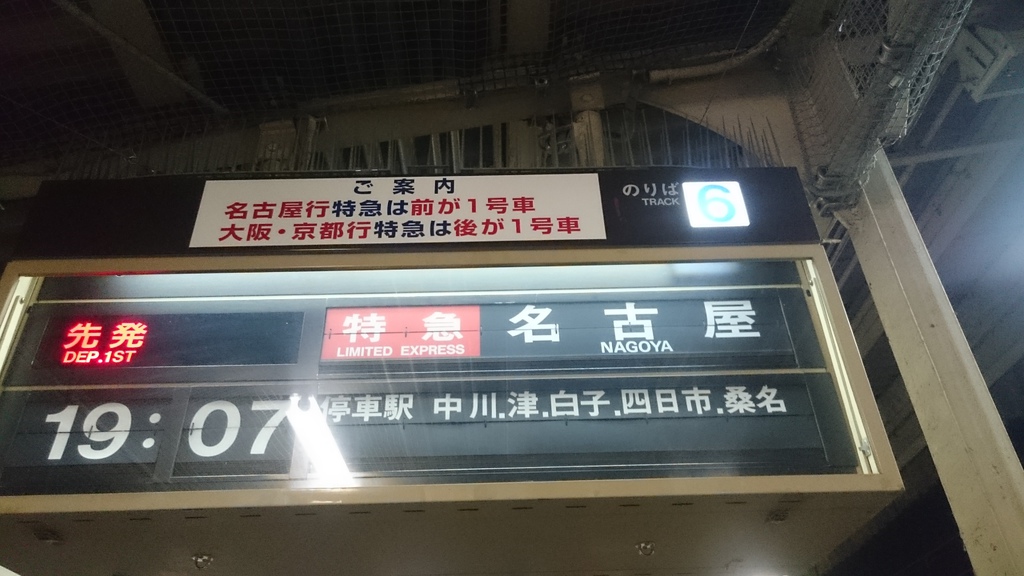 ご案内
名古屋行特急は前が1号車
大阪・京都行特急は後が1号車
のりば
TRACK
6
先発
DEP.1ST
特急
LIMITED EXPRESS
名古屋
NAGOYA
19:07
停車駅 中川.津.白子.四日市.桑名